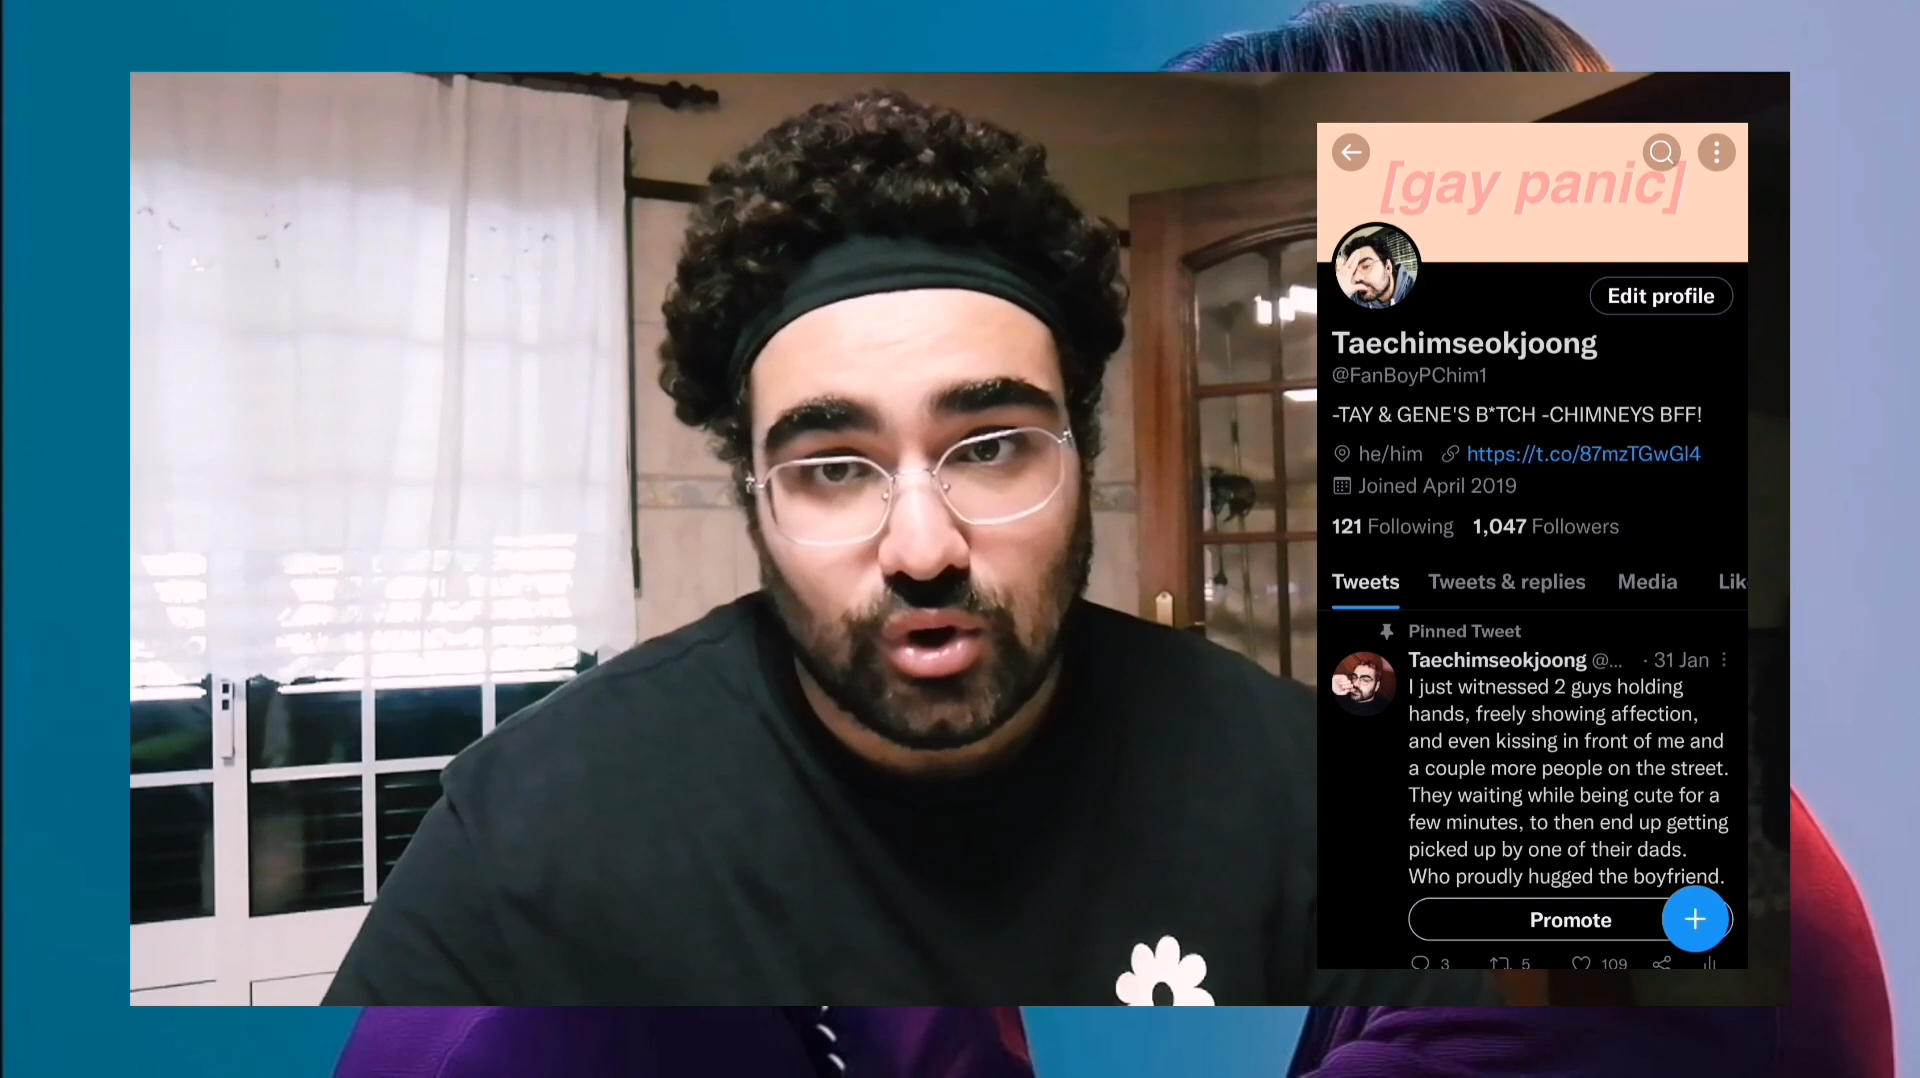 [gay panic]
Edit profile
Taechimseokjoong
@FanBoyPChim1
-TAY & GENE'S B*TCH -CHIMNEYS BFF!
he/him https://t.co/87mzTGwGl4
Joined April 2019
121 Following 1,047 Followers
Tweets Tweets & replies Media Lik
Pinned Tweet
Taechimseokjoong @... · 31 Jan
I just witnessed 2 guys holding
hands, freely showing affection,
and even kissing in front of me and
a couple more people on the street.
They waiting while being cute for a
few minutes, to then end up getting
picked up by one of their dads.
Who proudly hugged the boyfriend.
Promote
3 5 109